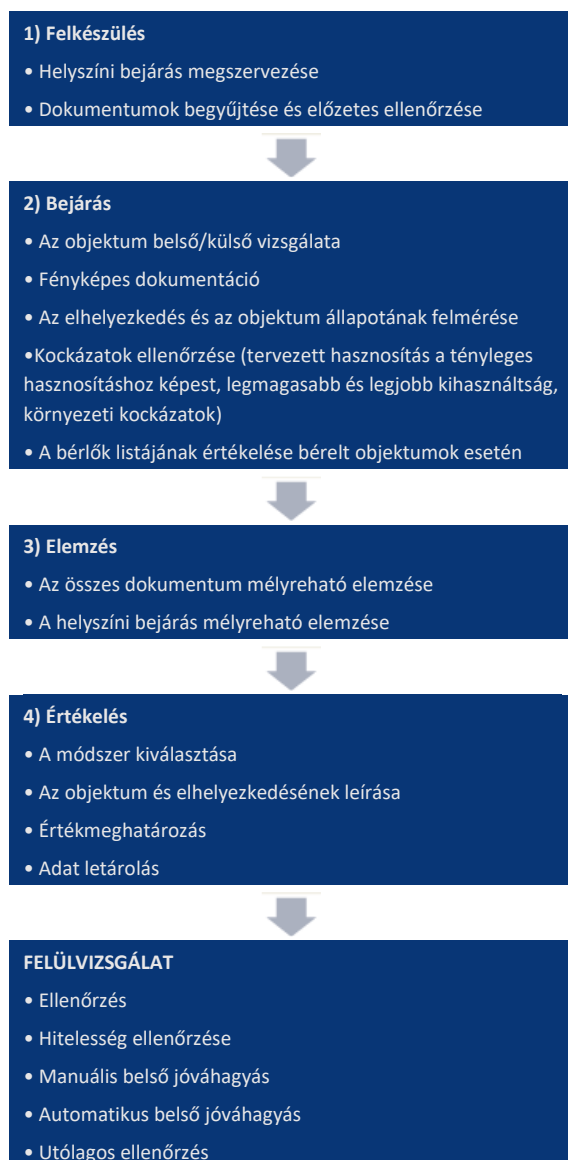 1) Felkészülés
• Helyszíni bejárás megszervezése
• Dokumentumok begyűjtése és előzetes ellenőrzése
2) Bejárás
• Az objektum belső/külső vizsgálata
• Fényképes dokumentáció
• Az elhelyezkedés és az objektum állapotának felmérése
•Kockázatok ellenőrzése (tervezett hasznosítás a tényleges
hasznosításhoz képest, legmagasabb és legjobb kihasználtság,
környezeti kockázatok)
• A bérlők listájának értékelése bérelt objektumok esetén
3) Elemzés
• Az összes dokumentum mélyreható elemzése
• A helyszíni bejárás mélyreható elemzése
4) Értékelés
• A módszer kiválasztása
• Az objektum és elhelyezkedésének leírása
• Értékmeghatározás
• Adat letárolás
FELÜLVIZSGÁLAT
• Ellenőrzés
• Hitelesség ellenőrzése
• Manuális belső jóváhagyás
• Automatikus belső jóváhagyás
• Utólagos ellenőrzés